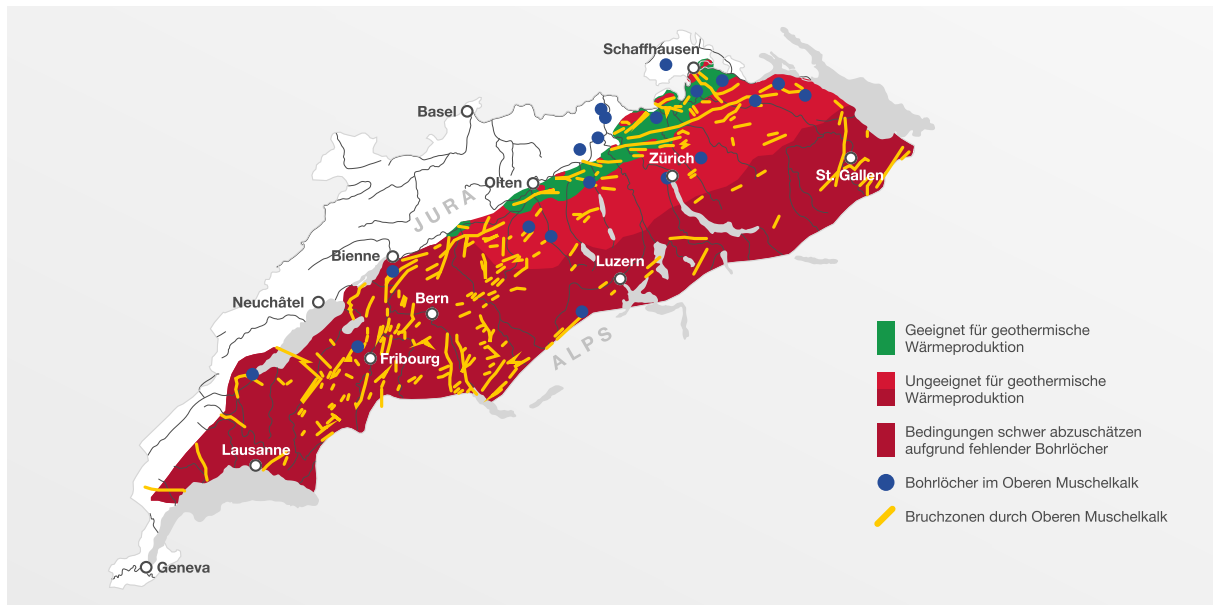 Schaffhausen
Basel
Zürich
St. Gallen
Olten
JURA
Bienne
Luzern
Neuchâtel
Bern
ALPS
Fribourg
Lausanne
Geneva
Geeignet für geothermische
Wärmeproduktion
Ungeeignet für geothermische
Wärmeproduktion
Bedingungen schwer abzuschätzen
aufgrund fehlender Bohrlöcher
Bohrlöcher im Oberen Muschelkalk
Bruchzonen durch Oberen Muschelkalk